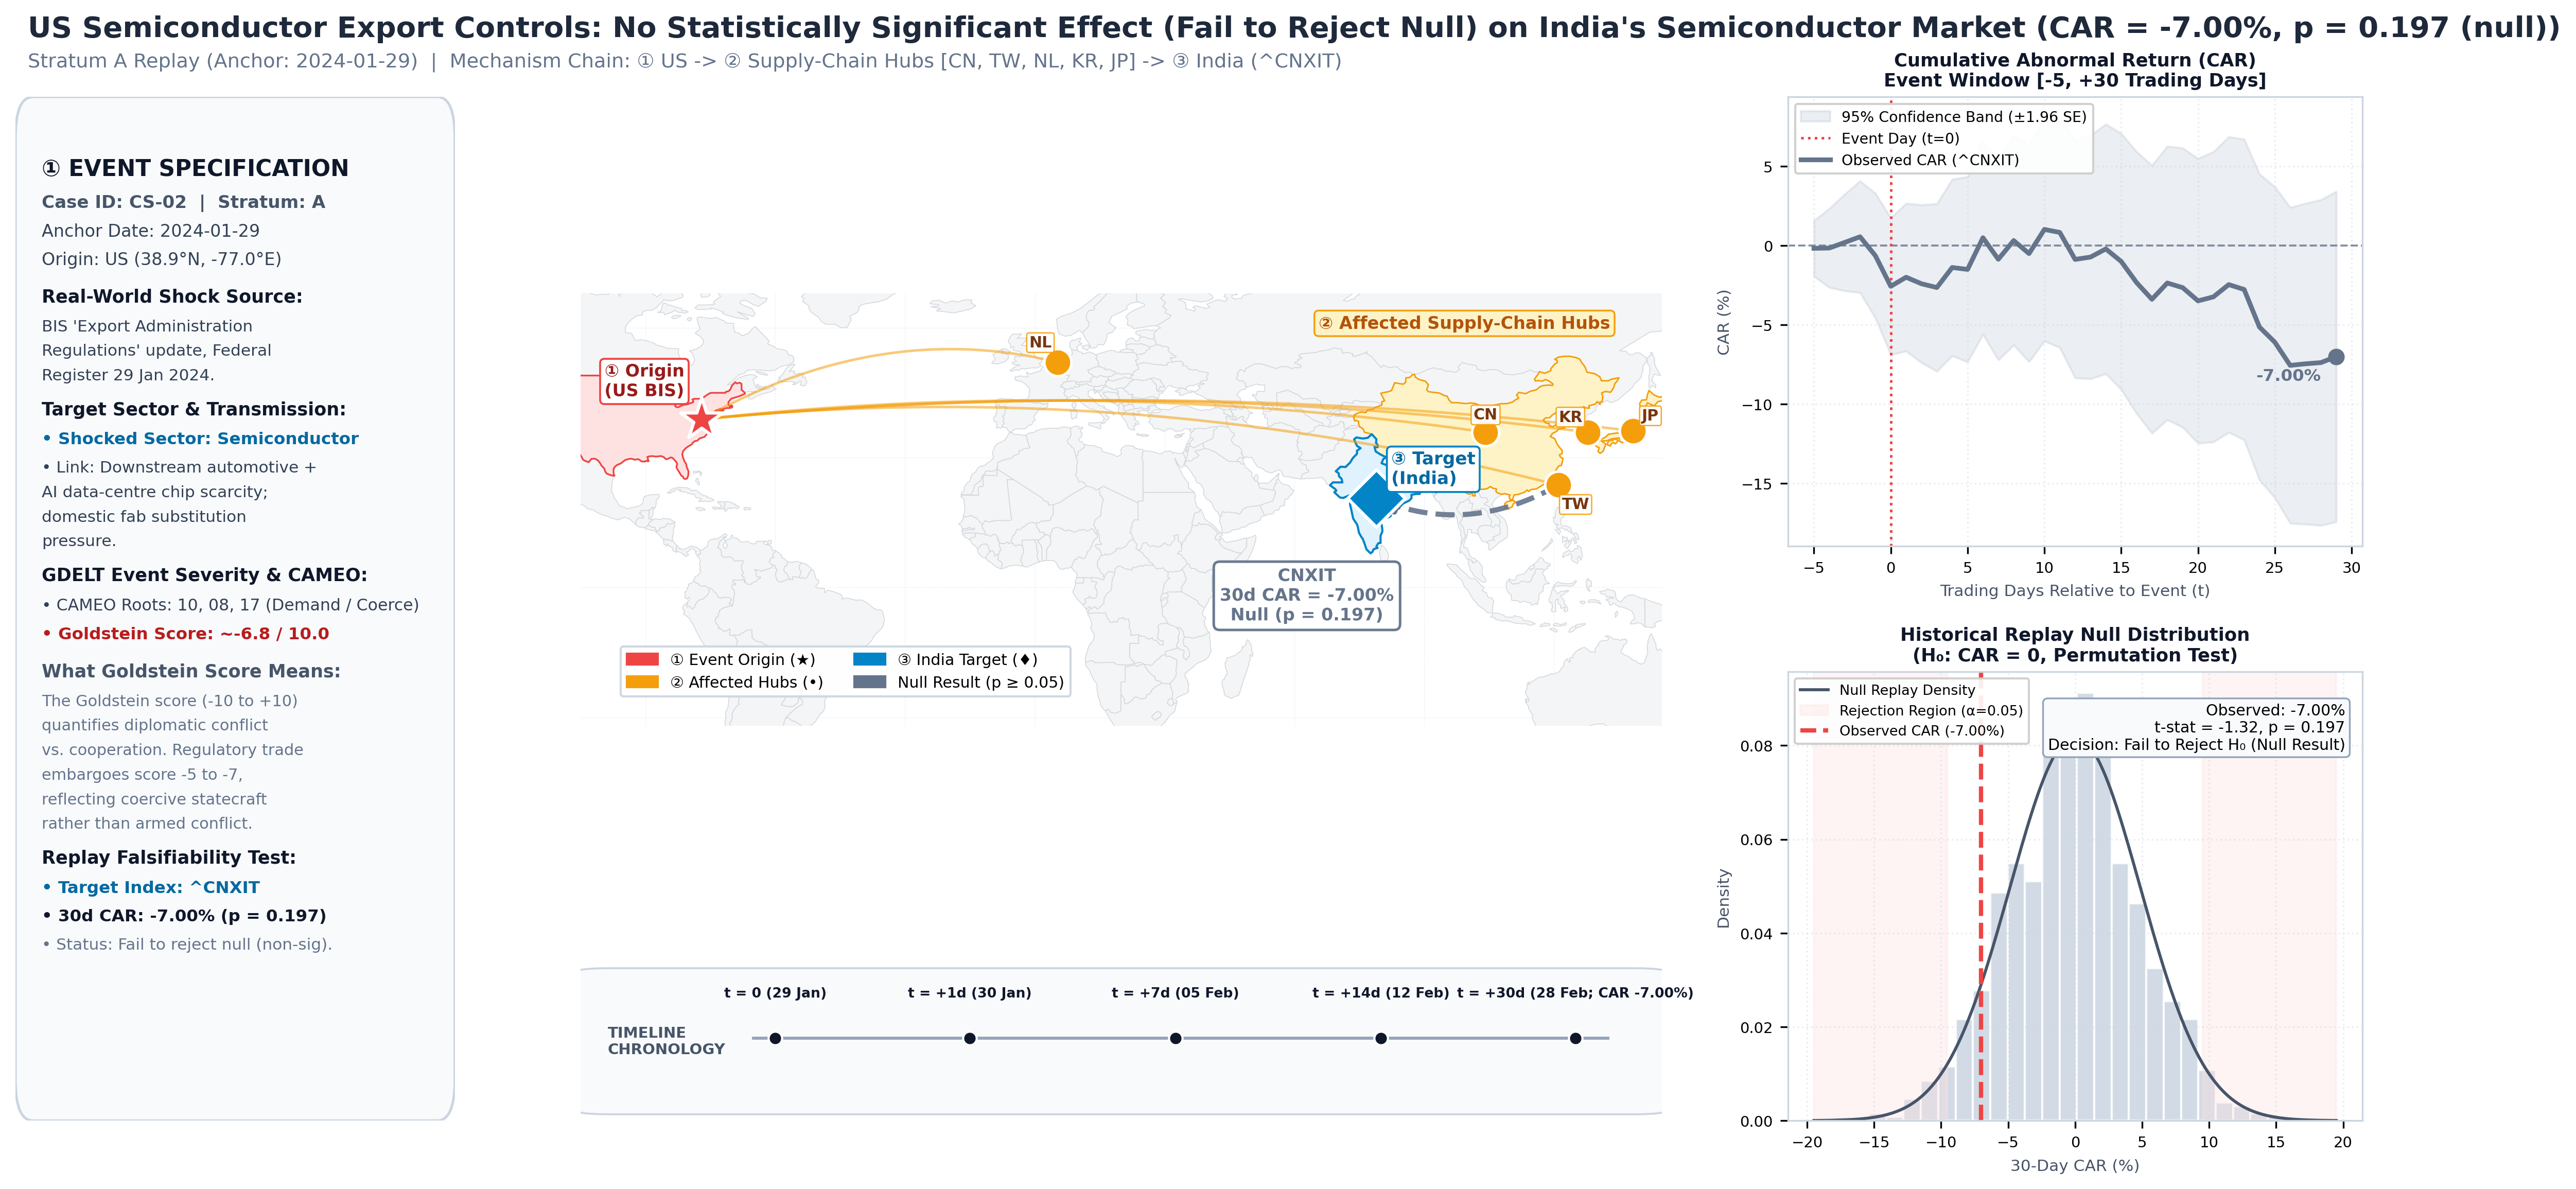 US Semiconductor Export Controls: No Statistically Significant Effect (Fail to Reject Null) on India's Semiconductor Market (CAR = -7.00%, p = 0.197 (null))
Stratum A Replay (Anchor: 2024-01-29)  |  Mechanism Chain: ① US -> ② Supply-Chain Hubs [CN, TW, NL, KR, JP] -> ③ India (^CNXIT)
① EVENT SPECIFICATION
Case ID: CS-02  |  Stratum: A
Anchor Date: 2024-01-29
Origin: US (38.9°N, -77.0°E)
Real-World Shock Source:
BIS 'Export Administration
Regulations' update, Federal
Register 29 Jan 2024.
Target Sector & Transmission:
• Shocked Sector: Semiconductor
• Link: Downstream automotive +
AI data-centre chip scarcity;
domestic fab substitution
pressure.
GDELT Event Severity & CAMEO:
• CAMEO Roots: 10, 08, 17 (Demand / Coerce)
• Goldstein Score: ~-6.8 / 10.0
What Goldstein Score Means:
The Goldstein score (-10 to +10)
quantifies diplomatic conflict
vs. cooperation. Regulatory trade
embargoes score -5 to -7,
reflecting coercive statecraft
rather than armed conflict.
Replay Falsifiability Test:
• Target Index: ^CNXIT
• 30d CAR: -7.00% (p = 0.197)
• Status: Fail to reject null (non-sig).
② Affected Supply-Chain Hubs
NL
① Origin
(US BIS)
CN
KR
JP
③ Target
(India)
TW
CNXIT
30d CAR = -7.00%
Null (p = 0.197)
① Event Origin (★)
② Affected Hubs (•)
③ India Target (♦)
Null Result (p ≥ 0.05)
t = 0 (29 Jan)
t = +1d (30 Jan)
t = +7d (05 Feb)
t = +14d (12 Feb)
t = +30d (28 Feb; CAR -7.00%)
TIMELINE
CHRONOLOGY
Cumulative Abnormal Return (CAR)
Event Window [-5, +30 Trading Days]
95% Confidence Band (±1.96 SE)
Event Day (t=0)
Observed CAR (^CNXIT)
5
0
−5
−10
−15
CAR (%)
-7.00%
−5
0
5
10
15
20
25
30
Trading Days Relative to Event (t)
Historical Replay Null Distribution
(H₀: CAR = 0, Permutation Test)
Null Replay Density
Rejection Region (α=0.05)
Observed CAR (-7.00%)
Observed: -7.00%
t-stat = -1.32, p = 0.197
Decision: Fail to Reject H₀ (Null Result)
0.08
0.06
0.04
0.02
0.00
Density
−20
−15
−10
−5
0
5
10
15
20
30-Day CAR (%)